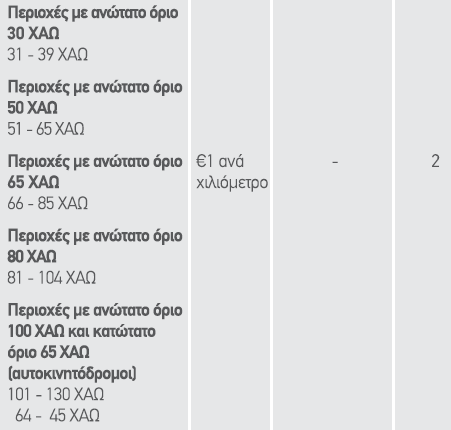 Περιοχές με ανώτατο όριο
30 ΧΑΩ
31 - 39 ΧΑΩ
Περιοχές με ανώτατο όριο
50 ΧΑΩ
51 - 65 ΧΑΩ
Περιοχές με ανώτατο όριο
65 ΧΑΩ
66 - 85 ΧΑΩ
Περιοχές με ανώτατο όριο
80 ΧΑΩ
81 - 104 ΧΑΩ
Περιοχές με ανώτατο όριο
100 ΧΑΩ και κατώτατο
όριο 65 ΧΑΩ
(αυτοκινητόδρομοι)
101 - 130 ΧΑΩ
64 - 45 ΧΑΩ
€1 ανά
χιλιόμετρο
-
2